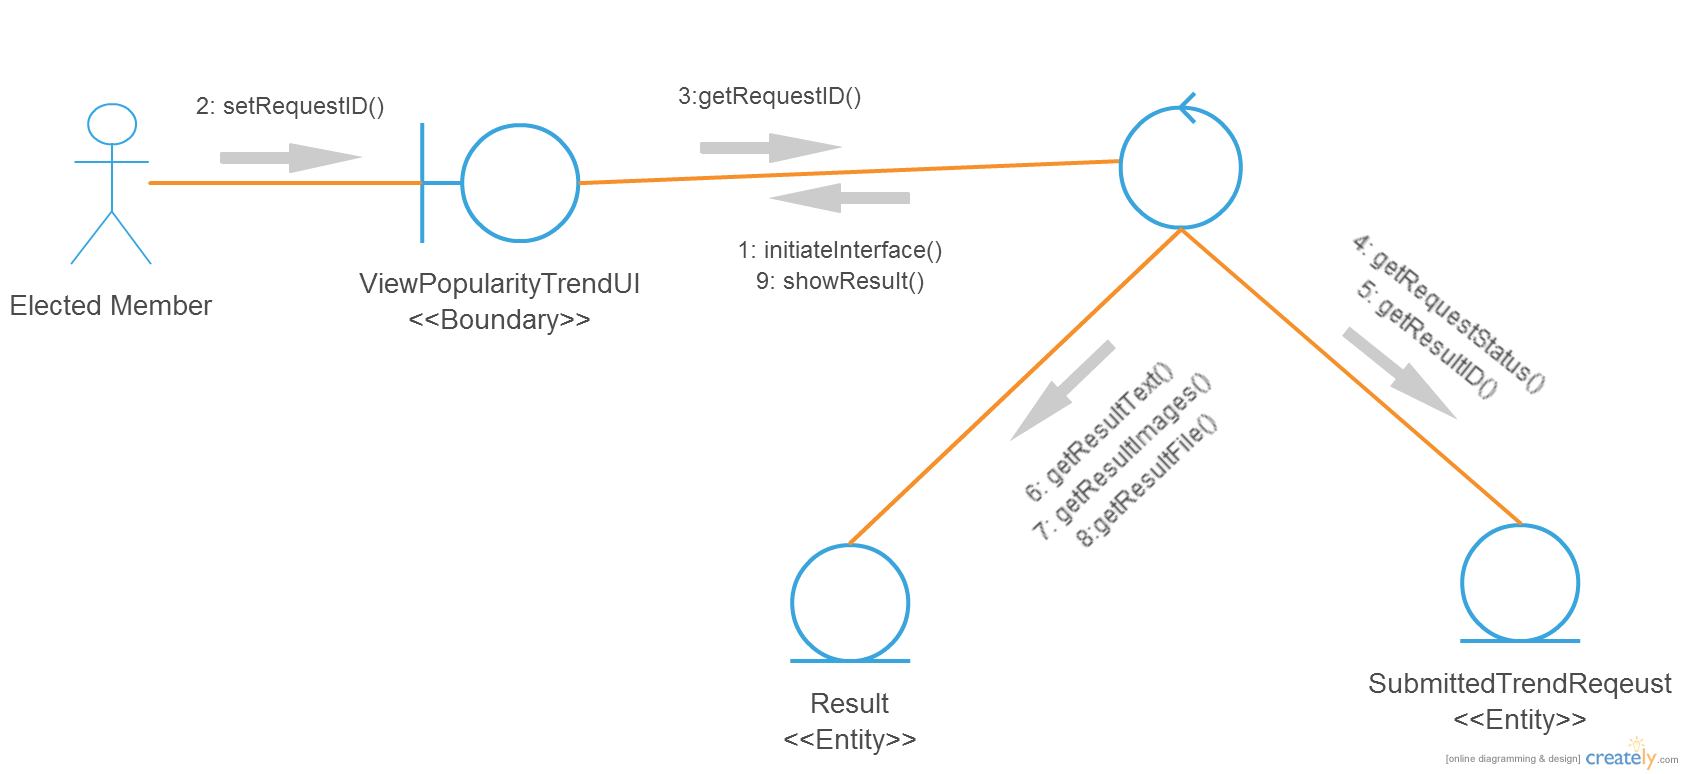 2: setRequestID()
3:getRequestID()
1: initiateInterface()
9: showResult()
Elected Member
ViewPopularityTrendUI
<<Boundary>>
4: getRequestStatus()
5: getResultID()
6: getResultText()
7: getResultImages()
8:getResultFile()
Result
<<Entity>>
SubmittedTrendReqeust
<<Entity>>
[online diagramming & design] creately.com